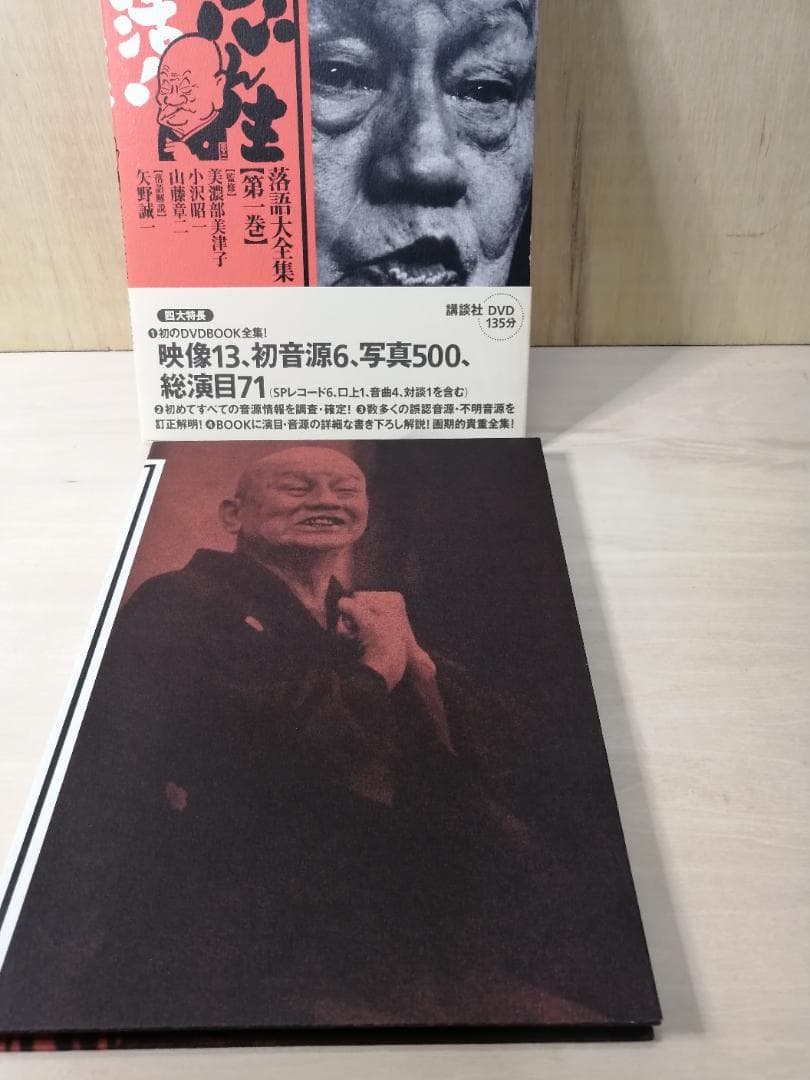 ん生
落語大全集
【第一巻】
［監修］
美濃部美津子
小沢昭一
山藤章二
［落語解説］
矢野誠一
講談社
DVD
135分
四大特長
❶初のDVDBOOK全集!
映像13、初音源6、写真500、
総演目71(SPレコード6、口上1、音曲4、対談1を含む)
❷初めてすべての音源情報を調査・確定! ❸数多くの誤認音源・不明音源を
訂正解明! ❹BOOKに演目・音源の詳細な書き下ろし解説! 画期的貴重全集!